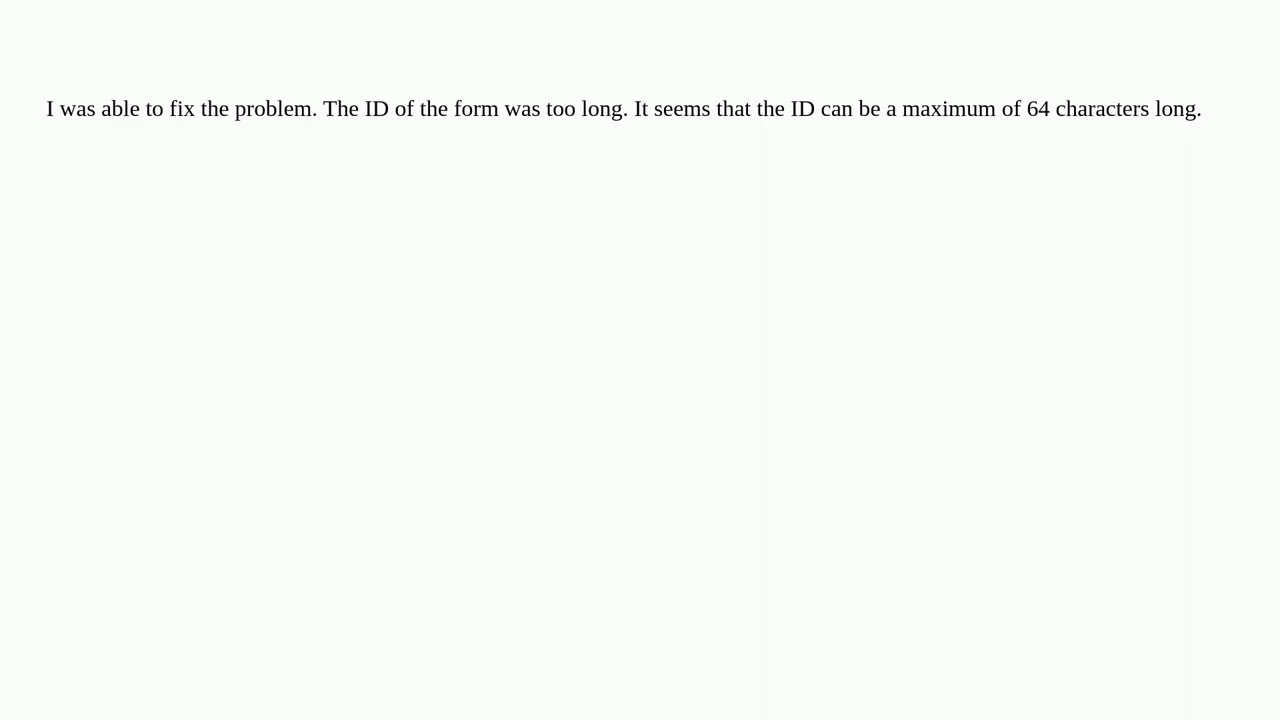 I was able to fix the problem. The ID of the form was too long. It seems that the ID can be a maximum of 64 characters long.